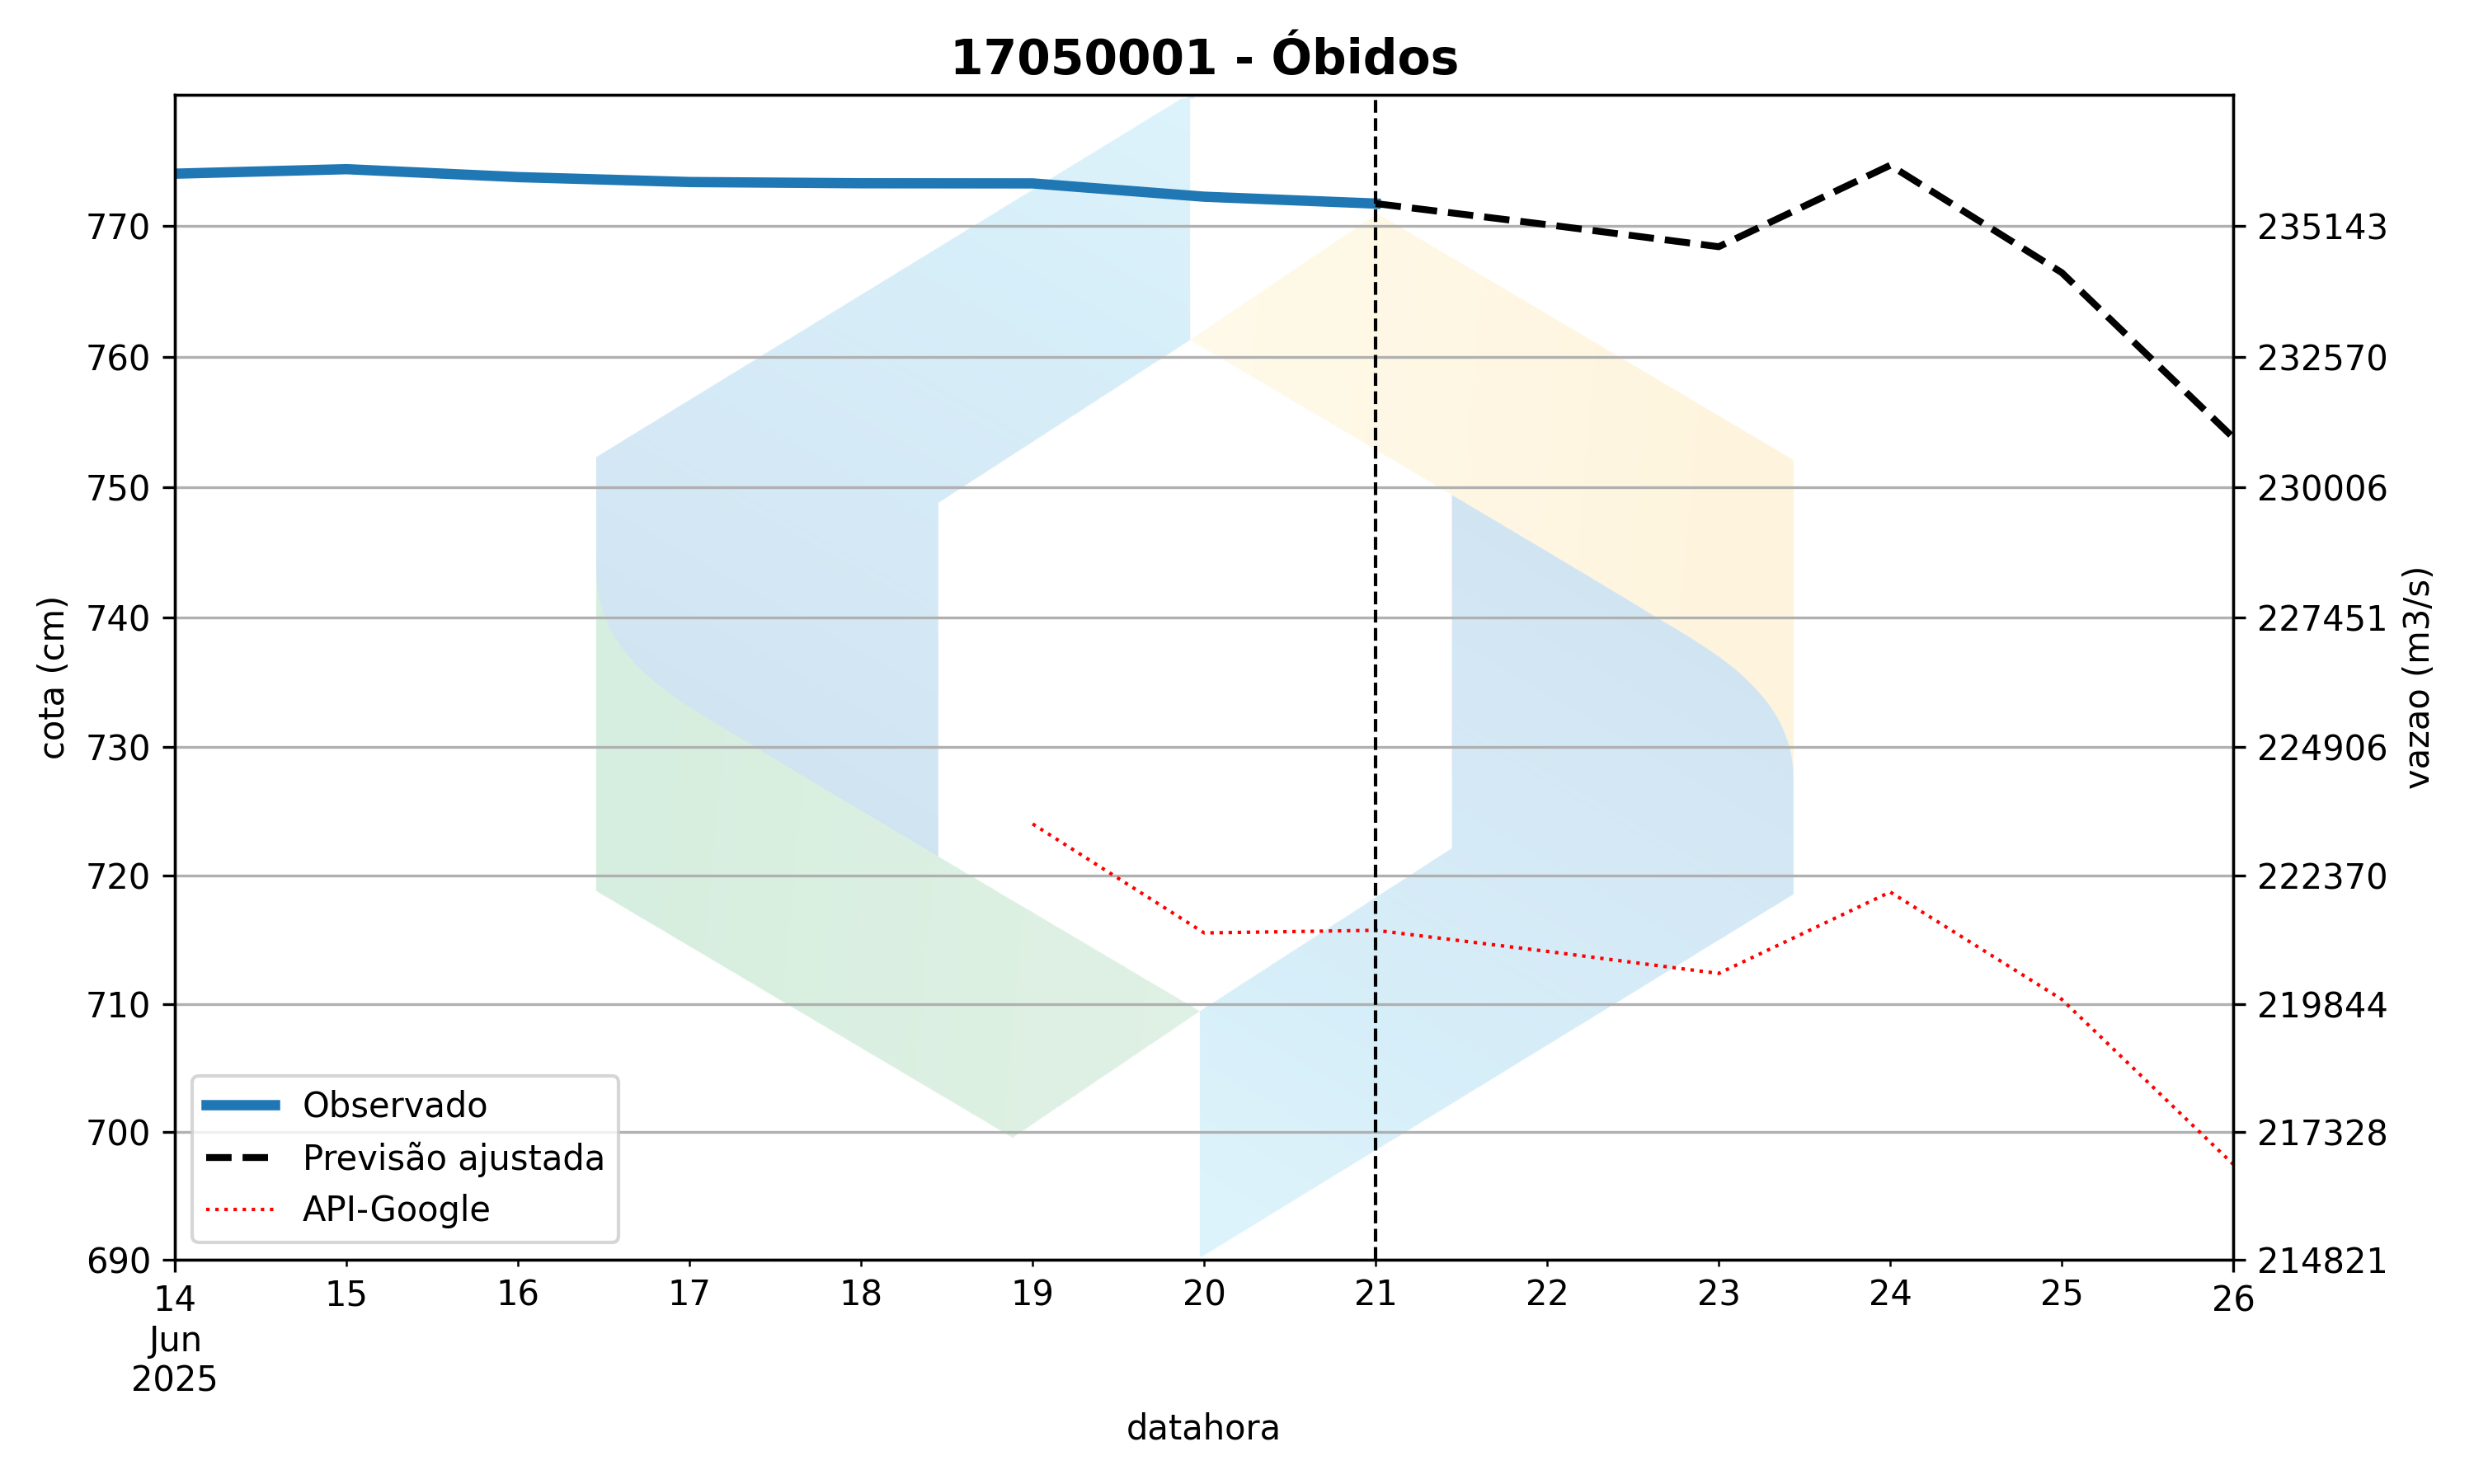 17050001 - Óbidos
770
760
750
740
730
720
710
700
690
cota (cm)
235143
232570
230006
227451
224906
222370
219844
217328
214821
vazao (m3/s)
Observado
Previsão ajustada
API-Google
14 15 16 17 18 19 20 21 22 23 24 25 26
Jun
2025
datahora